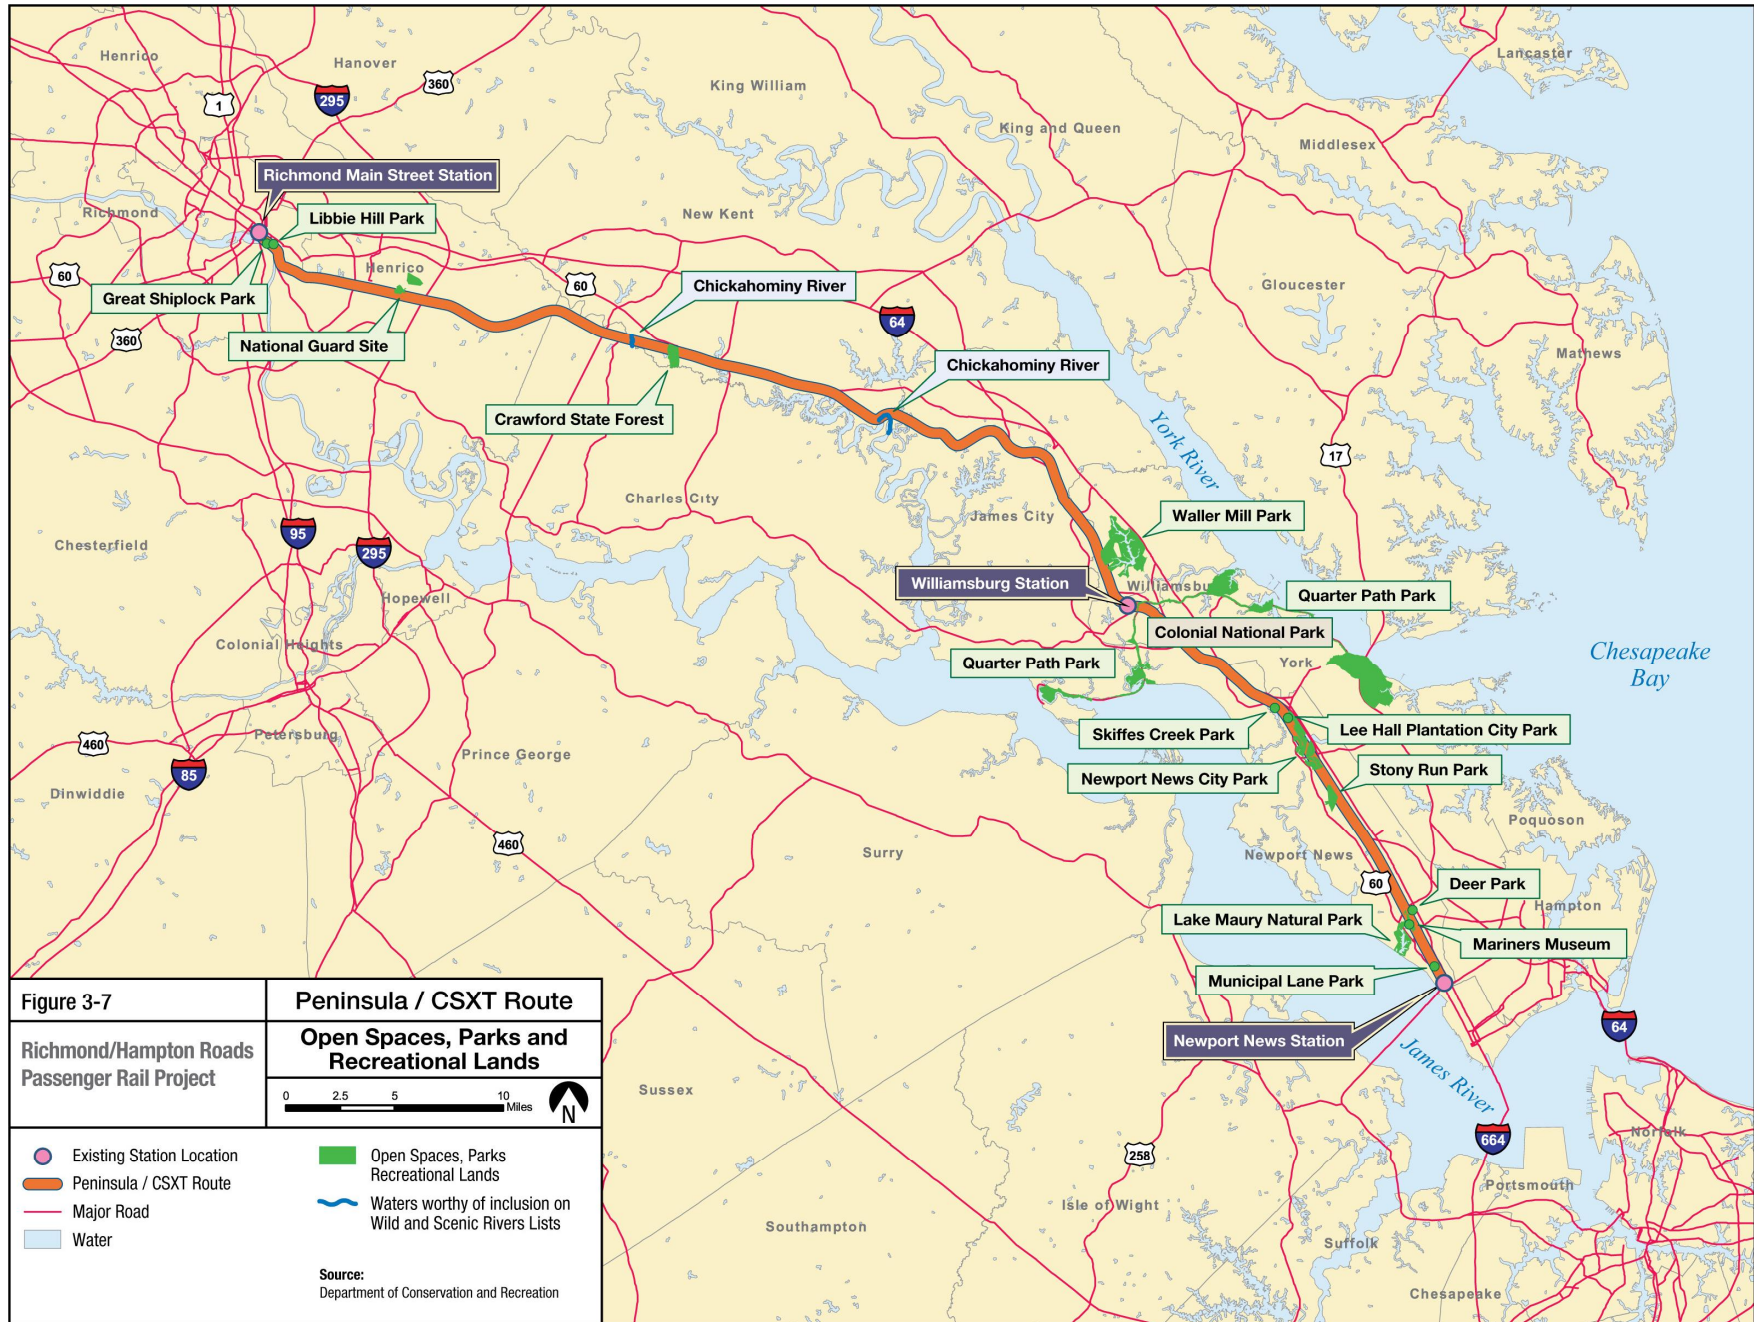 Henrico
Hanover
360
1
295
King William
King and Queen
Lancaster
Middlesex
Richmond Main Street Station
Richmond
Libbie Hill Park
New Kent
60
Henrico
60
Chickahominy River
Gloucester
Great Shiplock Park
64
360
National Guard Site
Mathews
Chickahominy River
Crawford State Forest
York River
17
Charles City
James City
Waller Mill Park
95
295
Chesterfield
Williamsburg Station
Williamsbu
Quarter Path Park
Hopewell
Colonial Heights
Colonial National Park
Quarter Path Park
York
Chesapeake
Bay
Skiffes Creek Park
Lee Hall Plantation City Park
Petersburg
460
Prince George
Newport News City Park
Stony Run Park
85
Dinwiddie
Poquoson
460
Surry
Newport News
60
Deer Park
Hampton
Lake Maury Natural Park
Mariners Museum
Municipal Lane Park
Newport News Station
64
James River
Sussex
664
Norfolk
258
Portsmouth
Isle of Wight
Southampton
Suffolk
Chesapeake
Figure 3-7
Peninsula / CSXT Route
Richmond/Hampton Roads
Passenger Rail Project
Open Spaces, Parks and
Recreational Lands
0 2.5 5 10
Miles
N
Existing Station Location
Peninsula / CSXT Route
Major Road
Water
Open Spaces, Parks
Recreational Lands
Waters worthy of inclusion on
Wild and Scenic Rivers Lists
Source:
Department of Conservation and Recreation